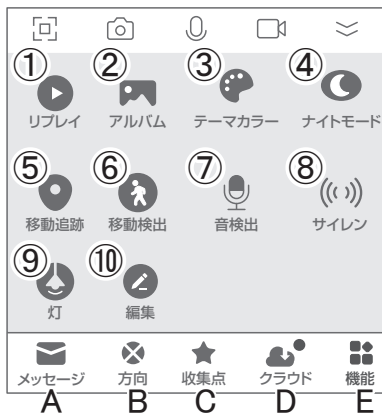 ① ② ③ ④
リプレイ アルバム テーマカラー ナイトモード
⑤ ⑥ ⑦ ⑧
移動追跡 移動検出 音検出 サイレン
⑨ ⑩
灯 編集
メッセージ 方向 収集点 クラウド 機能
A B C D E